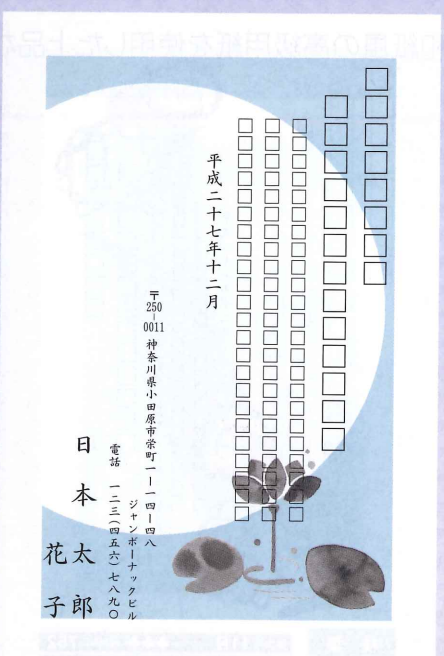 □□□□□□□□
□□□□□□□□□□□□□
□□□□□□□□□□□□□□□□□□□□□□□
□□□□□□□□□□□□□□□□□□□□□□□
□□□□□□□□□□□□□□□□□□□□□□□
平成二十七年十二月
〒250-0011 神奈川県小田原市栄町一ー一四ー四八
ジャンボーナックビル
電話 一二三(四五六)七八九〇
日本 太郎
花子